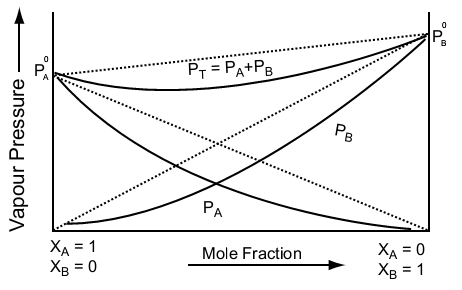 P_A^0
P_B^0
P_T = P_A+P_B
P_B
P_A
Vapour Pressure
X_A = 1
X_B = 0
Mole Fraction
X_A = 0
X_B = 1